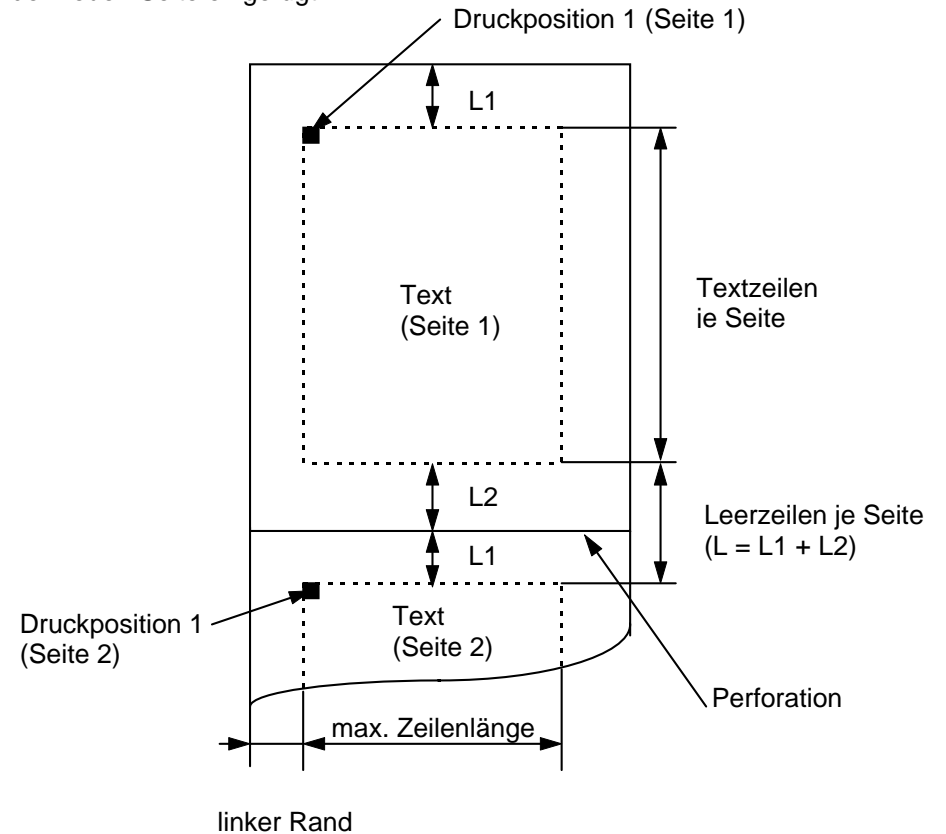 Druckposition 1 (Seite 1)
L1
Text
(Seite 1)
Textzeilen
je Seite
L2
Leerzeilen je Seite
(L = L1 + L2)
L1
Druckposition 1
(Seite 2)
Text
(Seite 2)
Perforation
max. Zeilenlänge
linker Rand